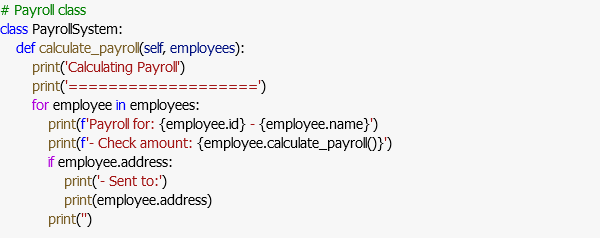 # Payroll class
class PayrollSystem:
    def calculate_payroll(self, employees):
        print('Calculating Payroll')
        print('===================')
        for employee in employees:
            print(f'Payroll for: {employee.id} - {employee.name}')
            print(f'- Check amount: {employee.calculate_payroll()}')
            if employee.address:
                print('- Sent to:')
                print(employee.address)
            print('')